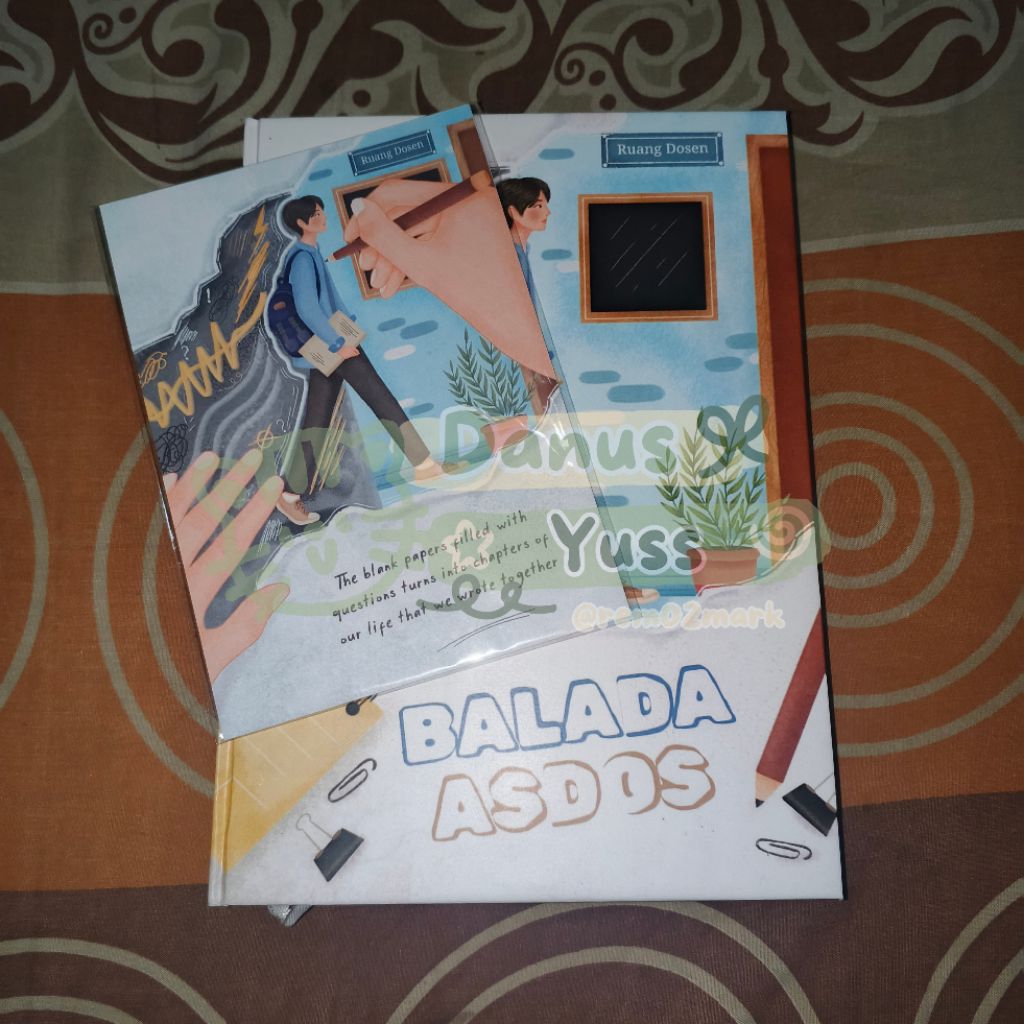 Ruang Dosen
Ruang Dosen
Danus
Yuss
The blank papers filled with
questions turns into chapters of
our life that we wrote together
@rem02mark
BALADA
ASDOS